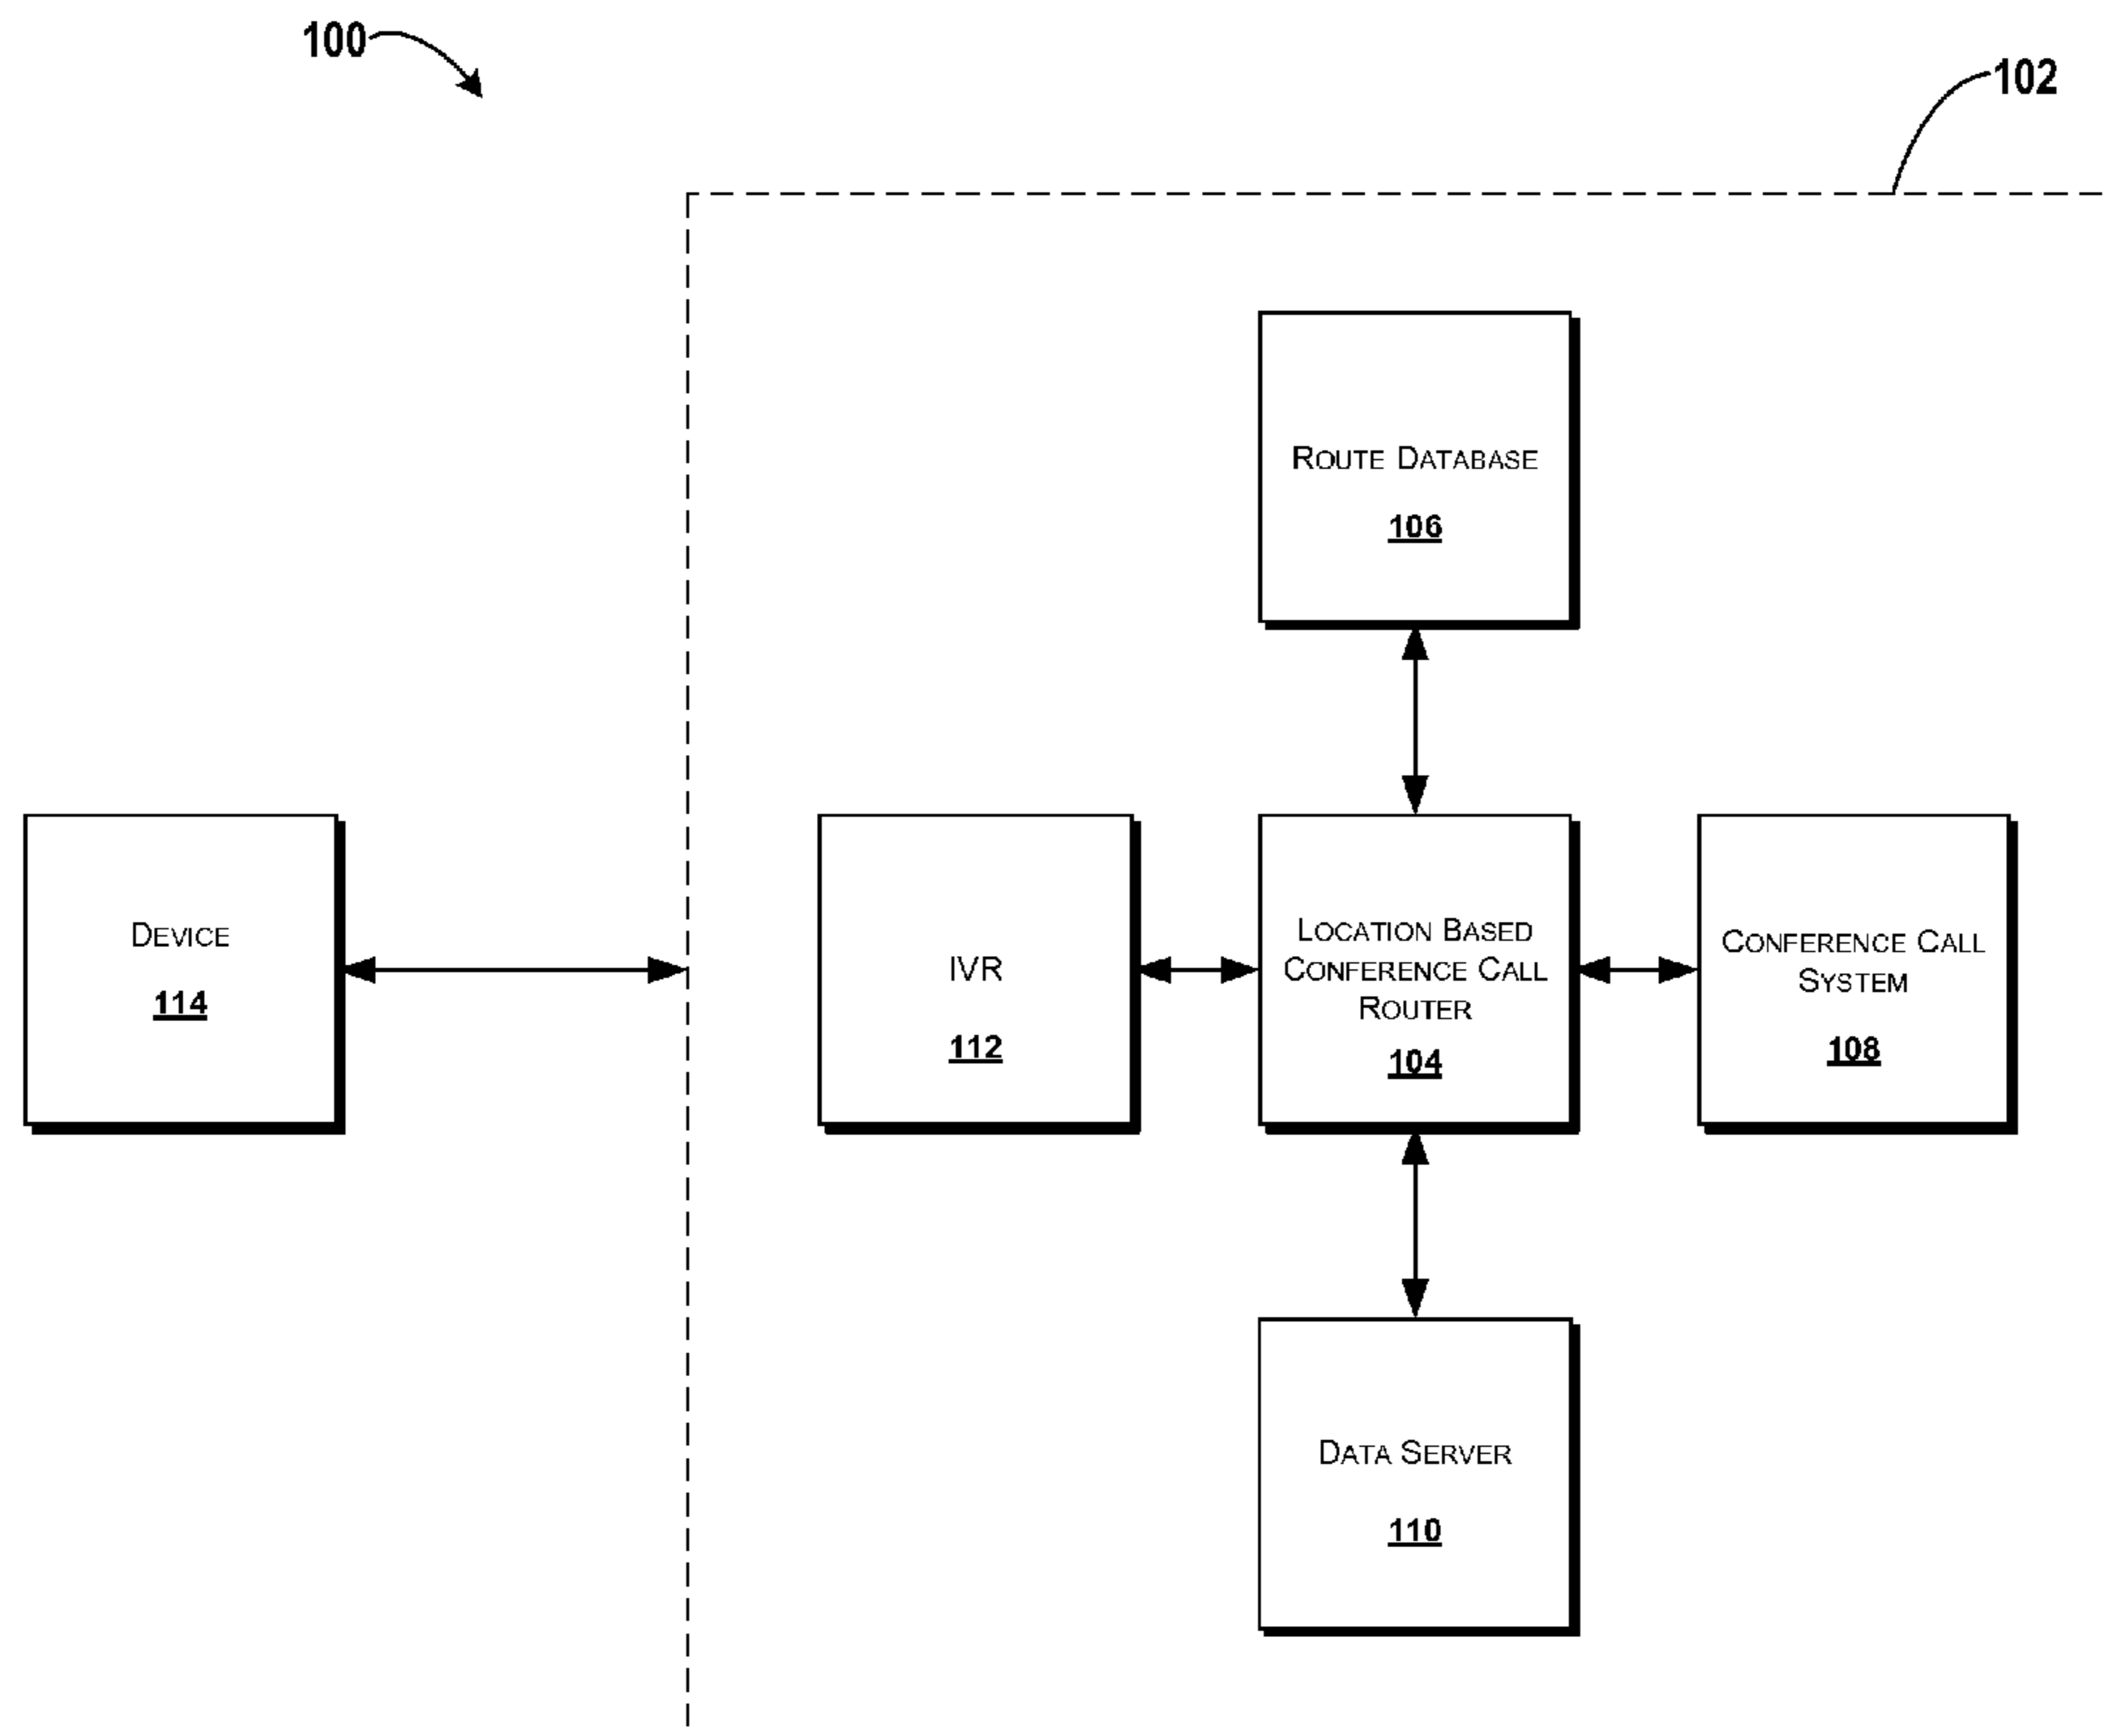 100
102
ROUTE DATABASE
106
DEVICE
114
IVR
112
LOCATION BASED
CONFERENCE CALL
ROUTER
104
CONFERENCE CALL
SYSTEM
108
DATA SERVER
110